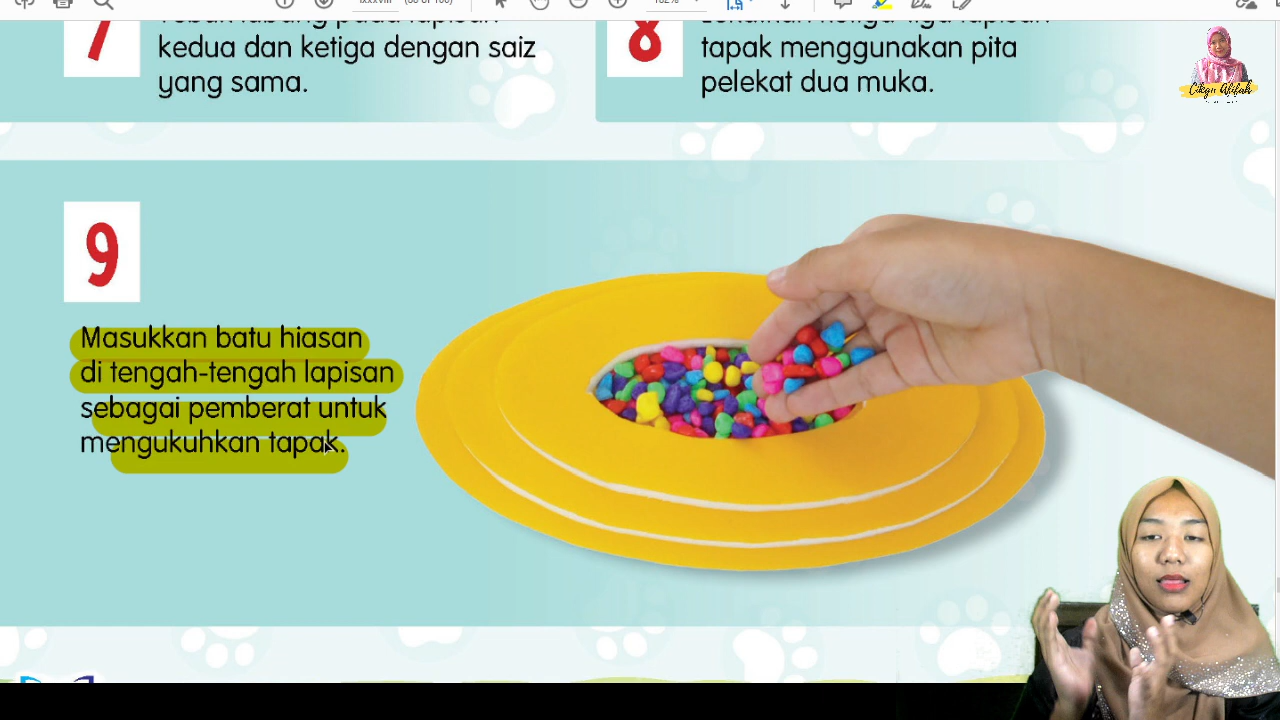 7
kedua dan ketiga dengan saiz
yang sama.
8
tapak menggunakan pita
pelekat dua muka.
Cikgu Afifah
9
Masukkan batu hiasan
di tengah-tengah lapisan
sebagai pemberat untuk
mengukuhkan tapak.